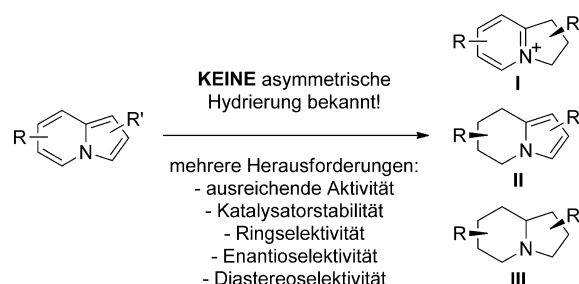 R
R'
N
KEINE asymmetrische
Hydrierung bekannt!
mehrere Herausforderungen:
- ausreichende Aktivität
- Katalysatorstabilität
- Ringselektivität
- Enantioselektivität
- Diastereoselektivität
R
R
N
+
I
R
R
N
II
R
R
N
III